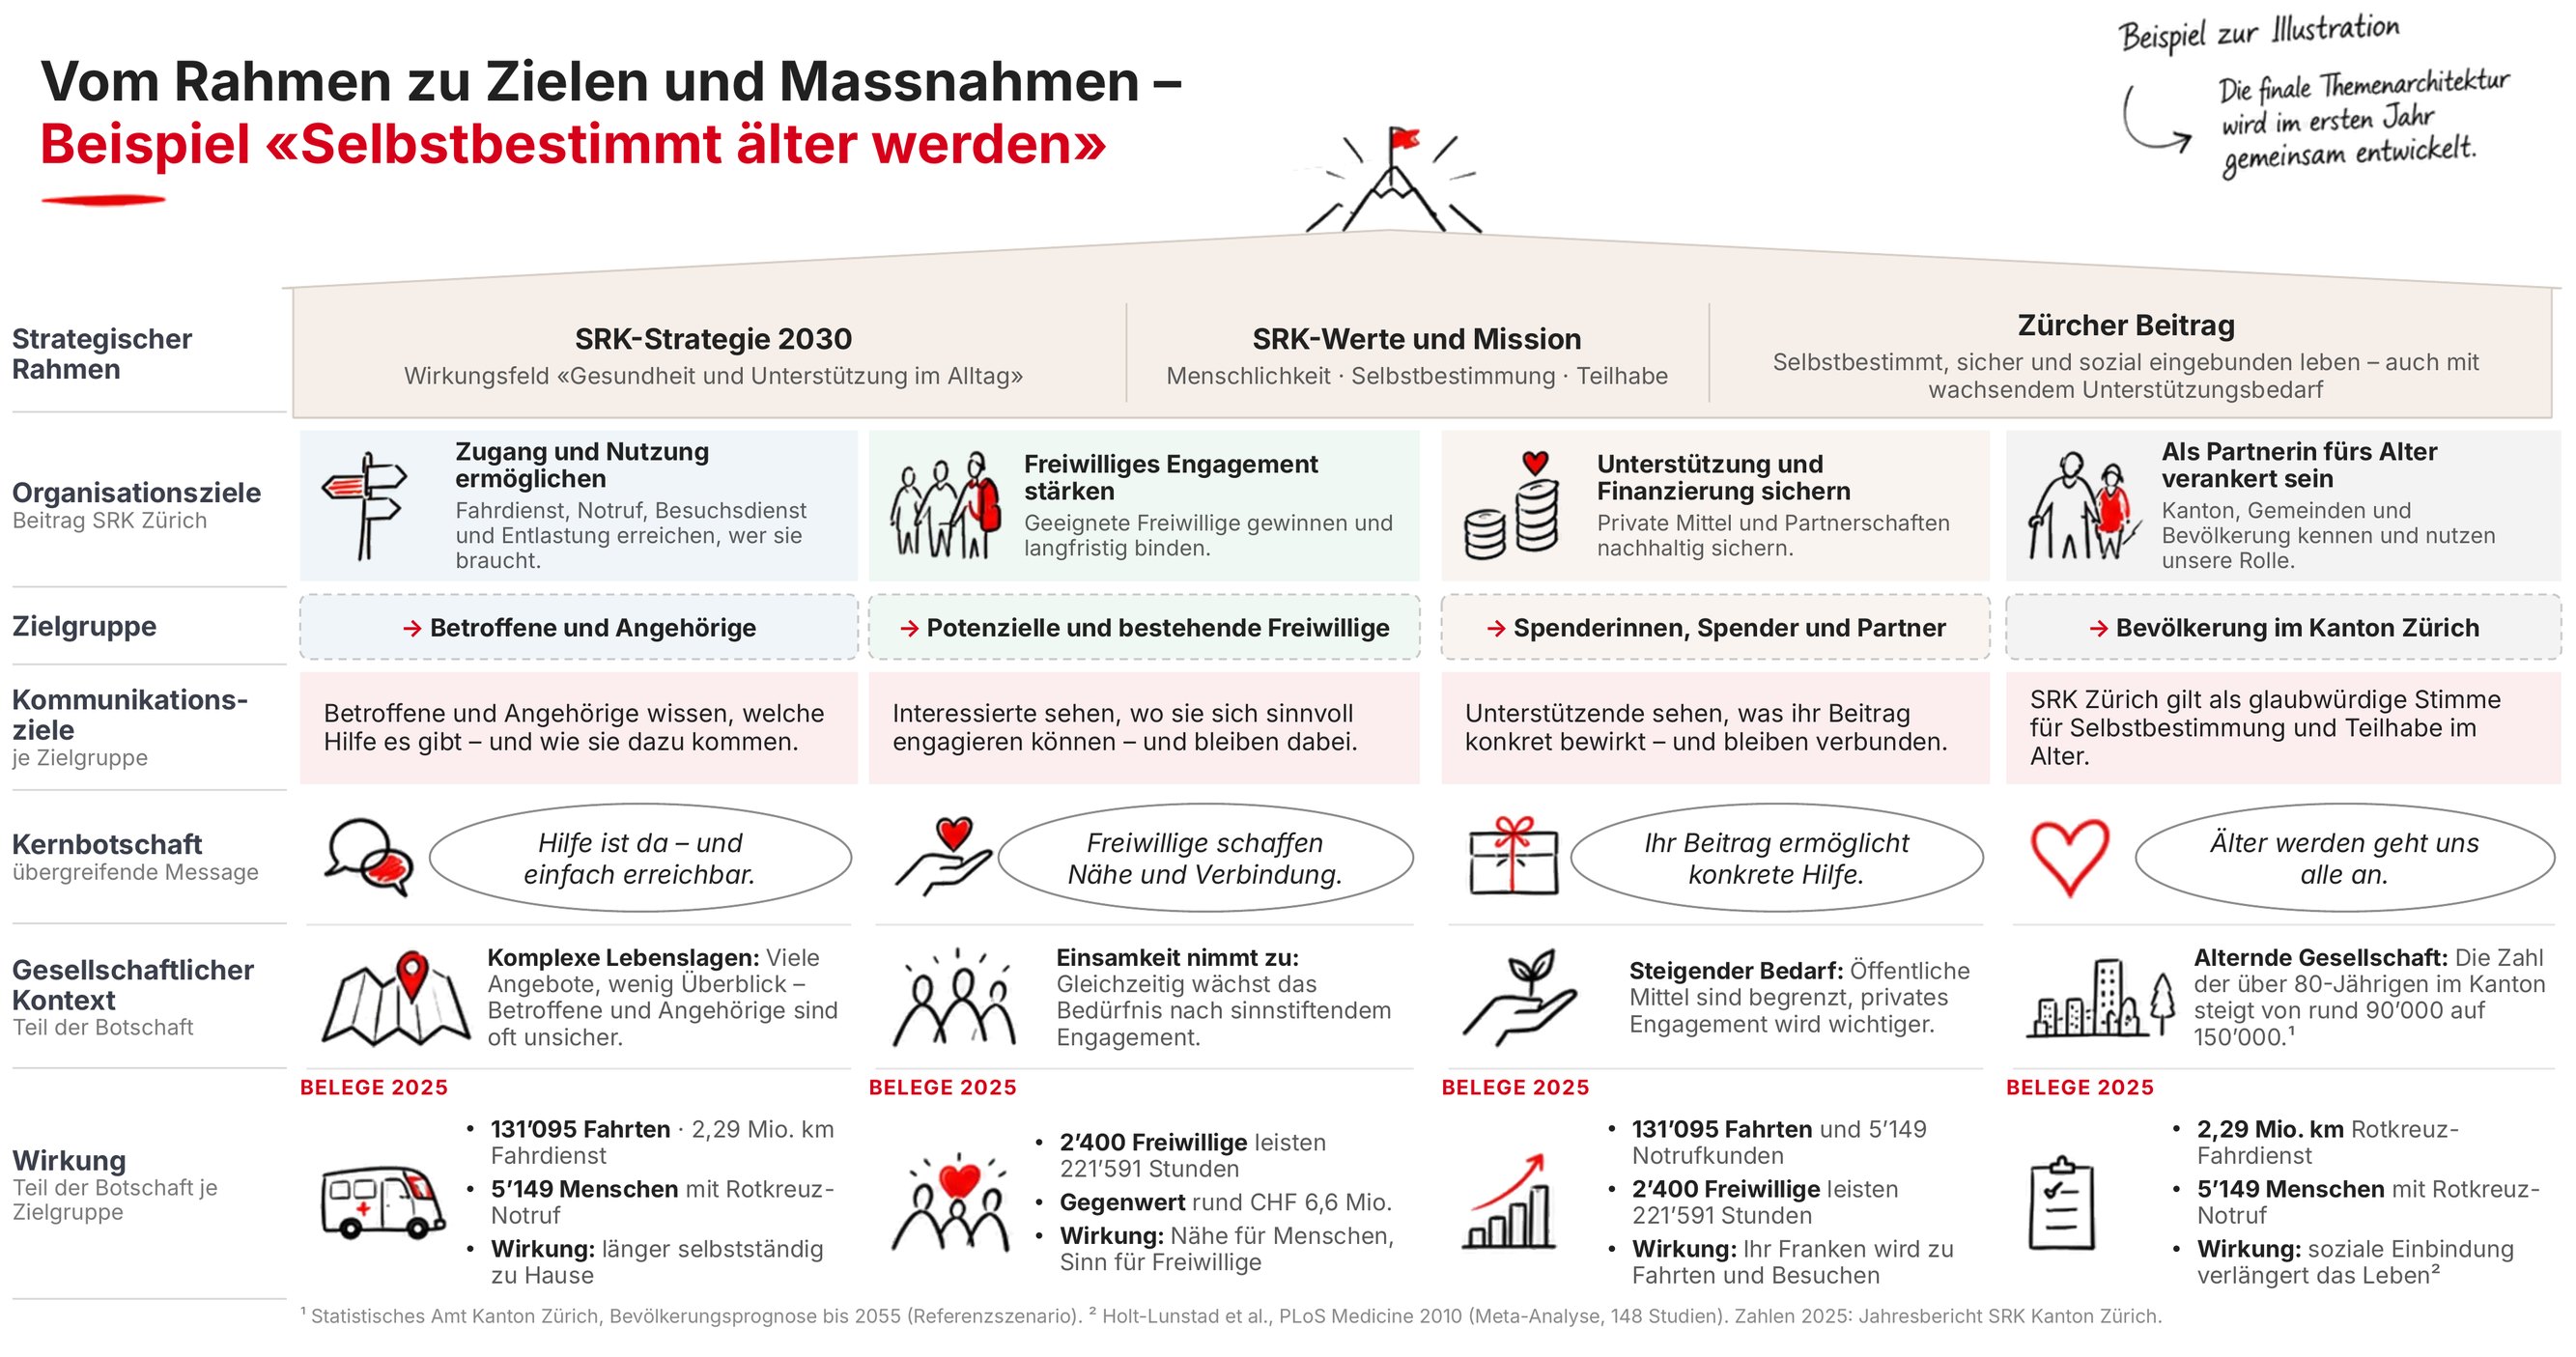 Beispiel zur Illustration
Die finale Themenarchitektur
wird im ersten Jahr
gemeinsam entwickelt.
Vom Rahmen zu Zielen und Massnahmen –
Beispiel «Selbstbestimmt älter werden»
Strategischer
Rahmen
SRK-Strategie 2030
Wirkungsfeld «Gesundheit und Unterstützung im Alltag»
SRK-Werte und Mission
Menschlichkeit · Selbstbestimmung · Teilhabe
Zürcher Beitrag
Selbstbestimmt, sicher und sozial eingebunden leben – auch mit
wachsendem Unterstützungsbedarf
Organisationsziele
Beitrag SRK Zürich
Zugang und Nutzung
ermöglichen
Fahrdienst, Notruf, Besuchsdienst
und Entlastung erreichen, wer sie
braucht.
Freiwilliges Engagement
stärken
Geeignete Freiwillige gewinnen und
langfristig binden.
Unterstützung und
Finanzierung sichern
Private Mittel und Partnerschaften
nachhaltig sichern.
Als Partnerin fürs Alter
verankert sein
Kanton, Gemeinden und
Bevölkerung kennen und nutzen
unsere Rolle.
Zielgruppe
→ Betroffene und Angehörige
→ Potenzielle und bestehende Freiwillige
→ Spenderinnen, Spender und Partner
→ Bevölkerung im Kanton Zürich
Kommunikations-
ziele
je Zielgruppe
Betroffene und Angehörige wissen, welche
Hilfe es gibt – und wie sie dazu kommen.
Interessierte sehen, wo sie sich sinnvoll
engagieren können – und bleiben dabei.
Unterstützende sehen, was ihr Beitrag
konkret bewirkt – und bleiben verbunden.
SRK Zürich gilt als glaubwürdige Stimme
für Selbstbestimmung und Teilhabe im
Alter.
Kernbotschaft
übergreifende Message
Hilfe ist da – und
einfach erreichbar.
Freiwillige schaffen
Nähe und Verbindung.
Ihr Beitrag ermöglicht
konkrete Hilfe.
Älter werden geht uns
alle an.
Gesellschaftlicher
Kontext
Teil der Botschaft
Komplexe Lebenslagen: Viele
Angebote, wenig Überblick –
Betroffene und Angehörige sind
oft unsicher.
Einsamkeit nimmt zu:
Gleichzeitig wächst das
Bedürfnis nach sinnstiftendem
Engagement.
Steigender Bedarf: Öffentliche
Mittel sind begrenzt, privates
Engagement wird wichtiger.
Alternde Gesellschaft: Die Zahl
der über 80-Jährigen im Kanton
steigt von rund 90’000 auf
150’000.¹
Wirkung
Teil der Botschaft je
Zielgruppe
BELEGE 2025
• 131’095 Fahrten · 2,29 Mio. km
Fahrdienst
• 5’149 Menschen mit Rotkreuz-
Notruf
• Wirkung: länger selbstständig
zu Hause
BELEGE 2025
• 2’400 Freiwillige leisten
221’591 Stunden
• Gegenwert rund CHF 6,6 Mio.
• Wirkung: Nähe für Menschen,
Sinn für Freiwillige
BELEGE 2025
• 131’095 Fahrten und 5’149
Notrufkunden
• 2’400 Freiwillige leisten
221’591 Stunden
• Wirkung: Ihr Franken wird zu
Fahrten und Besuchen
BELEGE 2025
• 2,29 Mio. km Rotkreuz-
Fahrdienst
• 5’149 Menschen mit Rotkreuz-
Notruf
• Wirkung: soziale Einbindung
verlängert das Leben²
¹ Statistisches Amt Kanton Zürich, Bevölkerungsprognose bis 2055 (Referenzszenario). ² Holt-Lunstad et al., PLoS Medicine 2010 (Meta-Analyse, 148 Studien). Zahlen 2025: Jahresbericht SRK Kanton Zürich.